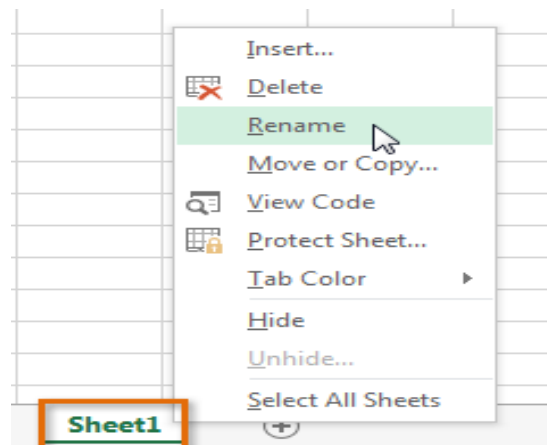 Insert...
Delete
Rename
Move or Copy...
View Code
Protect Sheet...
Tab Color
Hide
Unhide...
Select All Sheets
Sheet1